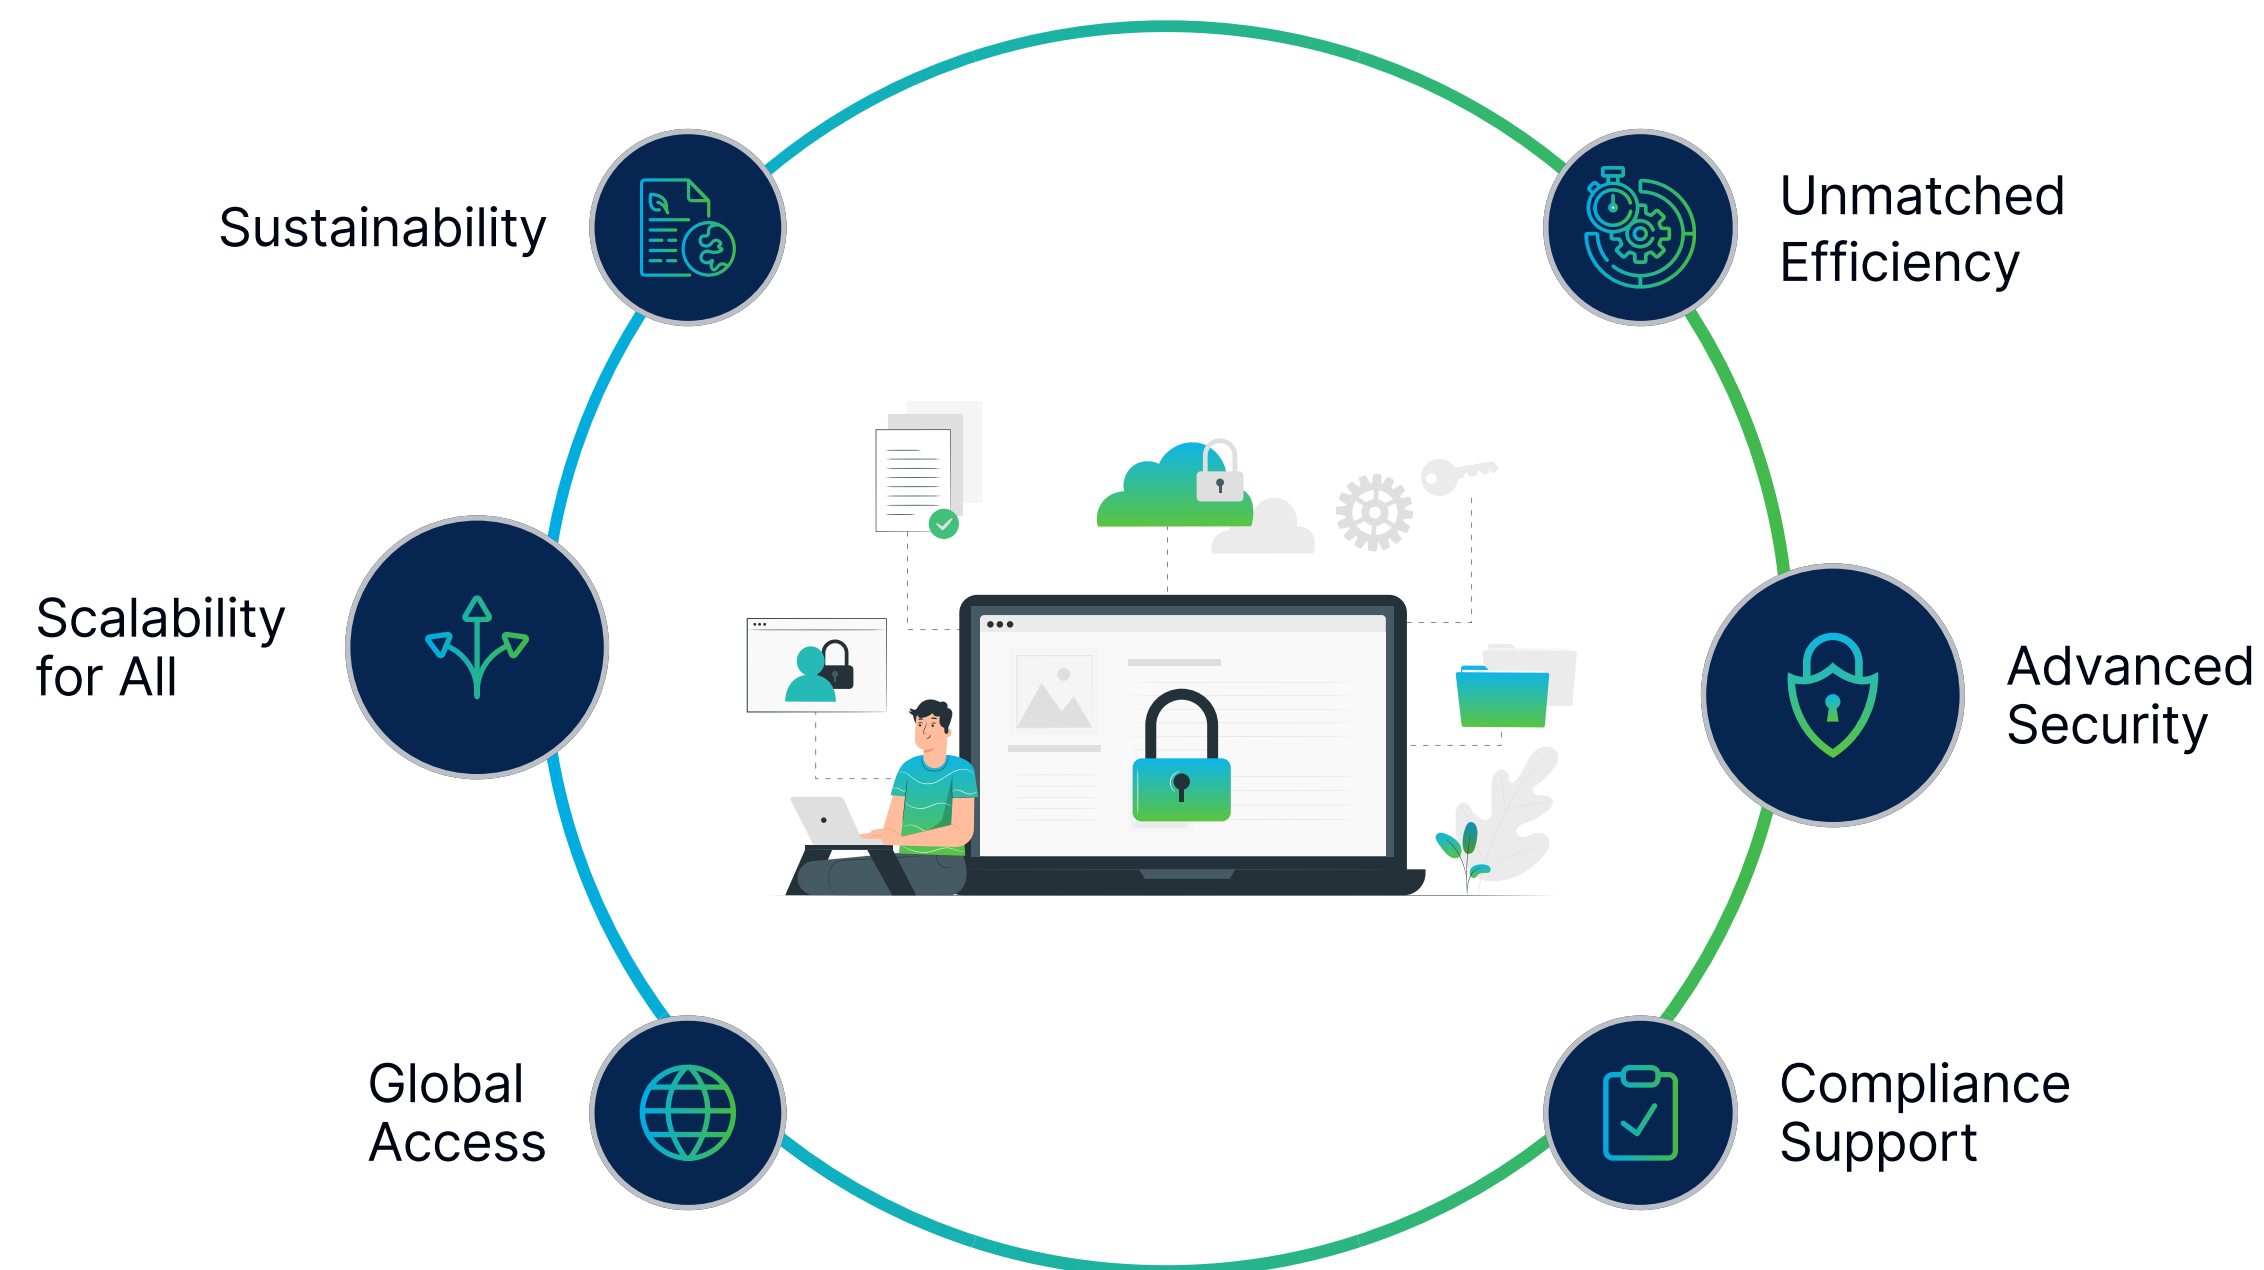 Sustainability
Unmatched
Efficiency
Scalability
for All
Advanced
Security
Global
Access
Compliance
Support